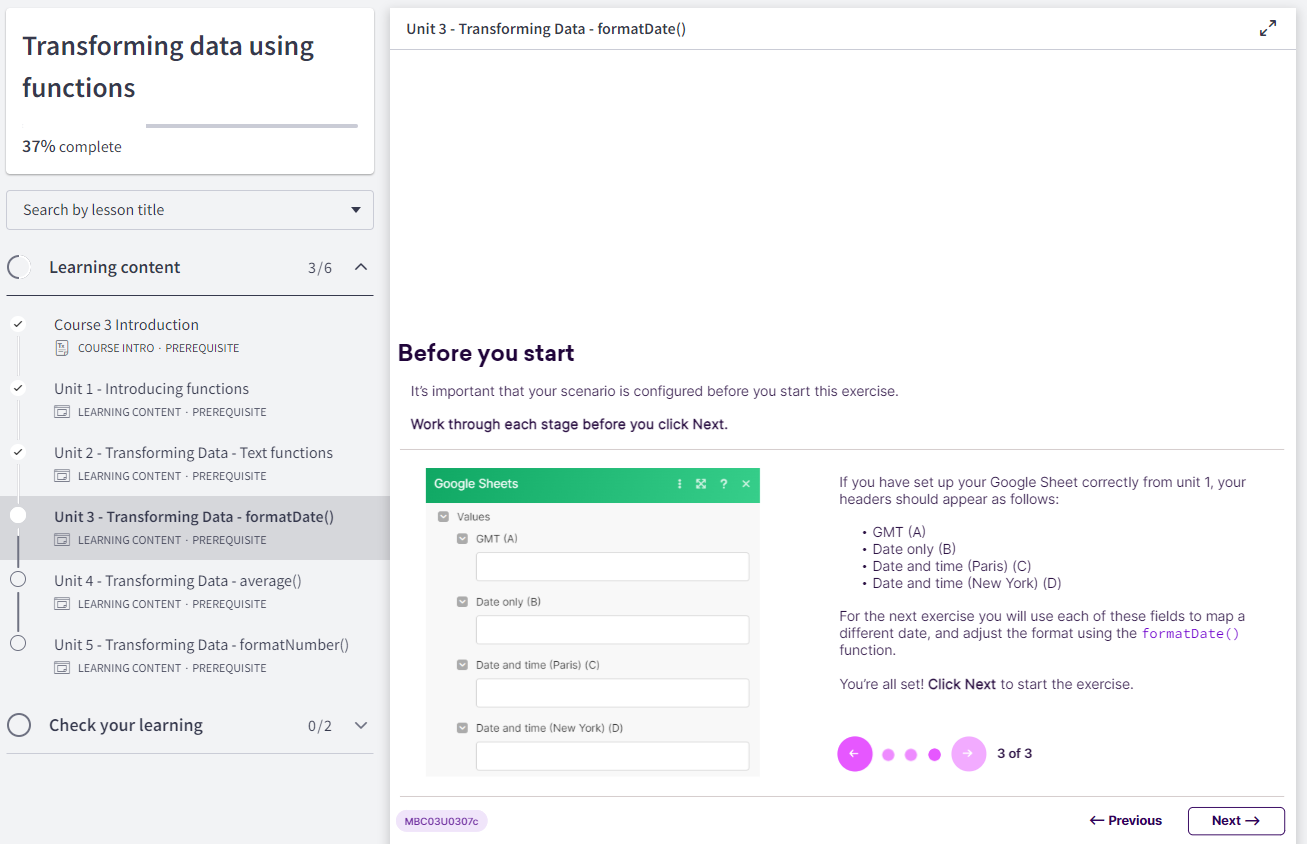 Transforming data using
functions
37% complete
Search by lesson title
Learning content 3/6
Course 3 Introduction
COURSE INTRO · PREREQUISITE
Unit 1 - Introducing functions
LEARNING CONTENT · PREREQUISITE
Unit 2 - Transforming Data - Text functions
LEARNING CONTENT · PREREQUISITE
Unit 3 - Transforming Data - formatDate()
LEARNING CONTENT · PREREQUISITE
Unit 4 - Transforming Data - average()
LEARNING CONTENT · PREREQUISITE
Unit 5 - Transforming Data - formatNumber()
LEARNING CONTENT · PREREQUISITE
Check your learning 0/2
Unit 3 - Transforming Data - formatDate()
Before you start
It's important that your scenario is configured before you start this exercise.
Work through each stage before you click Next.
Google Sheets ?
Values
GMT (A)
Date only (B)
Date and time (Paris) (C)
Date and time (New York) (D)
If you have set up your Google Sheet correctly from unit 1, your
headers should appear as follows:
• GMT (A)
• Date only (B)
• Date and time (Paris) (C)
• Date and time (New York) (D)
For the next exercise you will use each of these fields to map a
different date, and adjust the format using the formatDate()
function.
You're all set! Click Next to start the exercise.
← → 3 of 3
MBC03U0307c
← Previous Next →